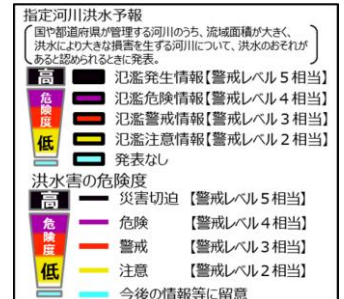 指定河川洪水予報
国や都道府県が管理する河川のうち、流域面積が大きく、
洪水により大きな損害を生ずる河川について、洪水のおそれが
あると認められるときに発表。
高
危険度
低
氾濫発生情報【警戒レベル5相当】
氾濫危険情報【警戒レベル4相当】
氾濫警戒情報【警戒レベル3相当】
氾濫注意情報【警戒レベル2相当】
発表なし
洪水害の危険度
高
危険度
低
災害切迫 【警戒レベル5相当】
危険 【警戒レベル4相当】
警戒 【警戒レベル3相当】
注意 【警戒レベル2相当】
今後の情報等に留意